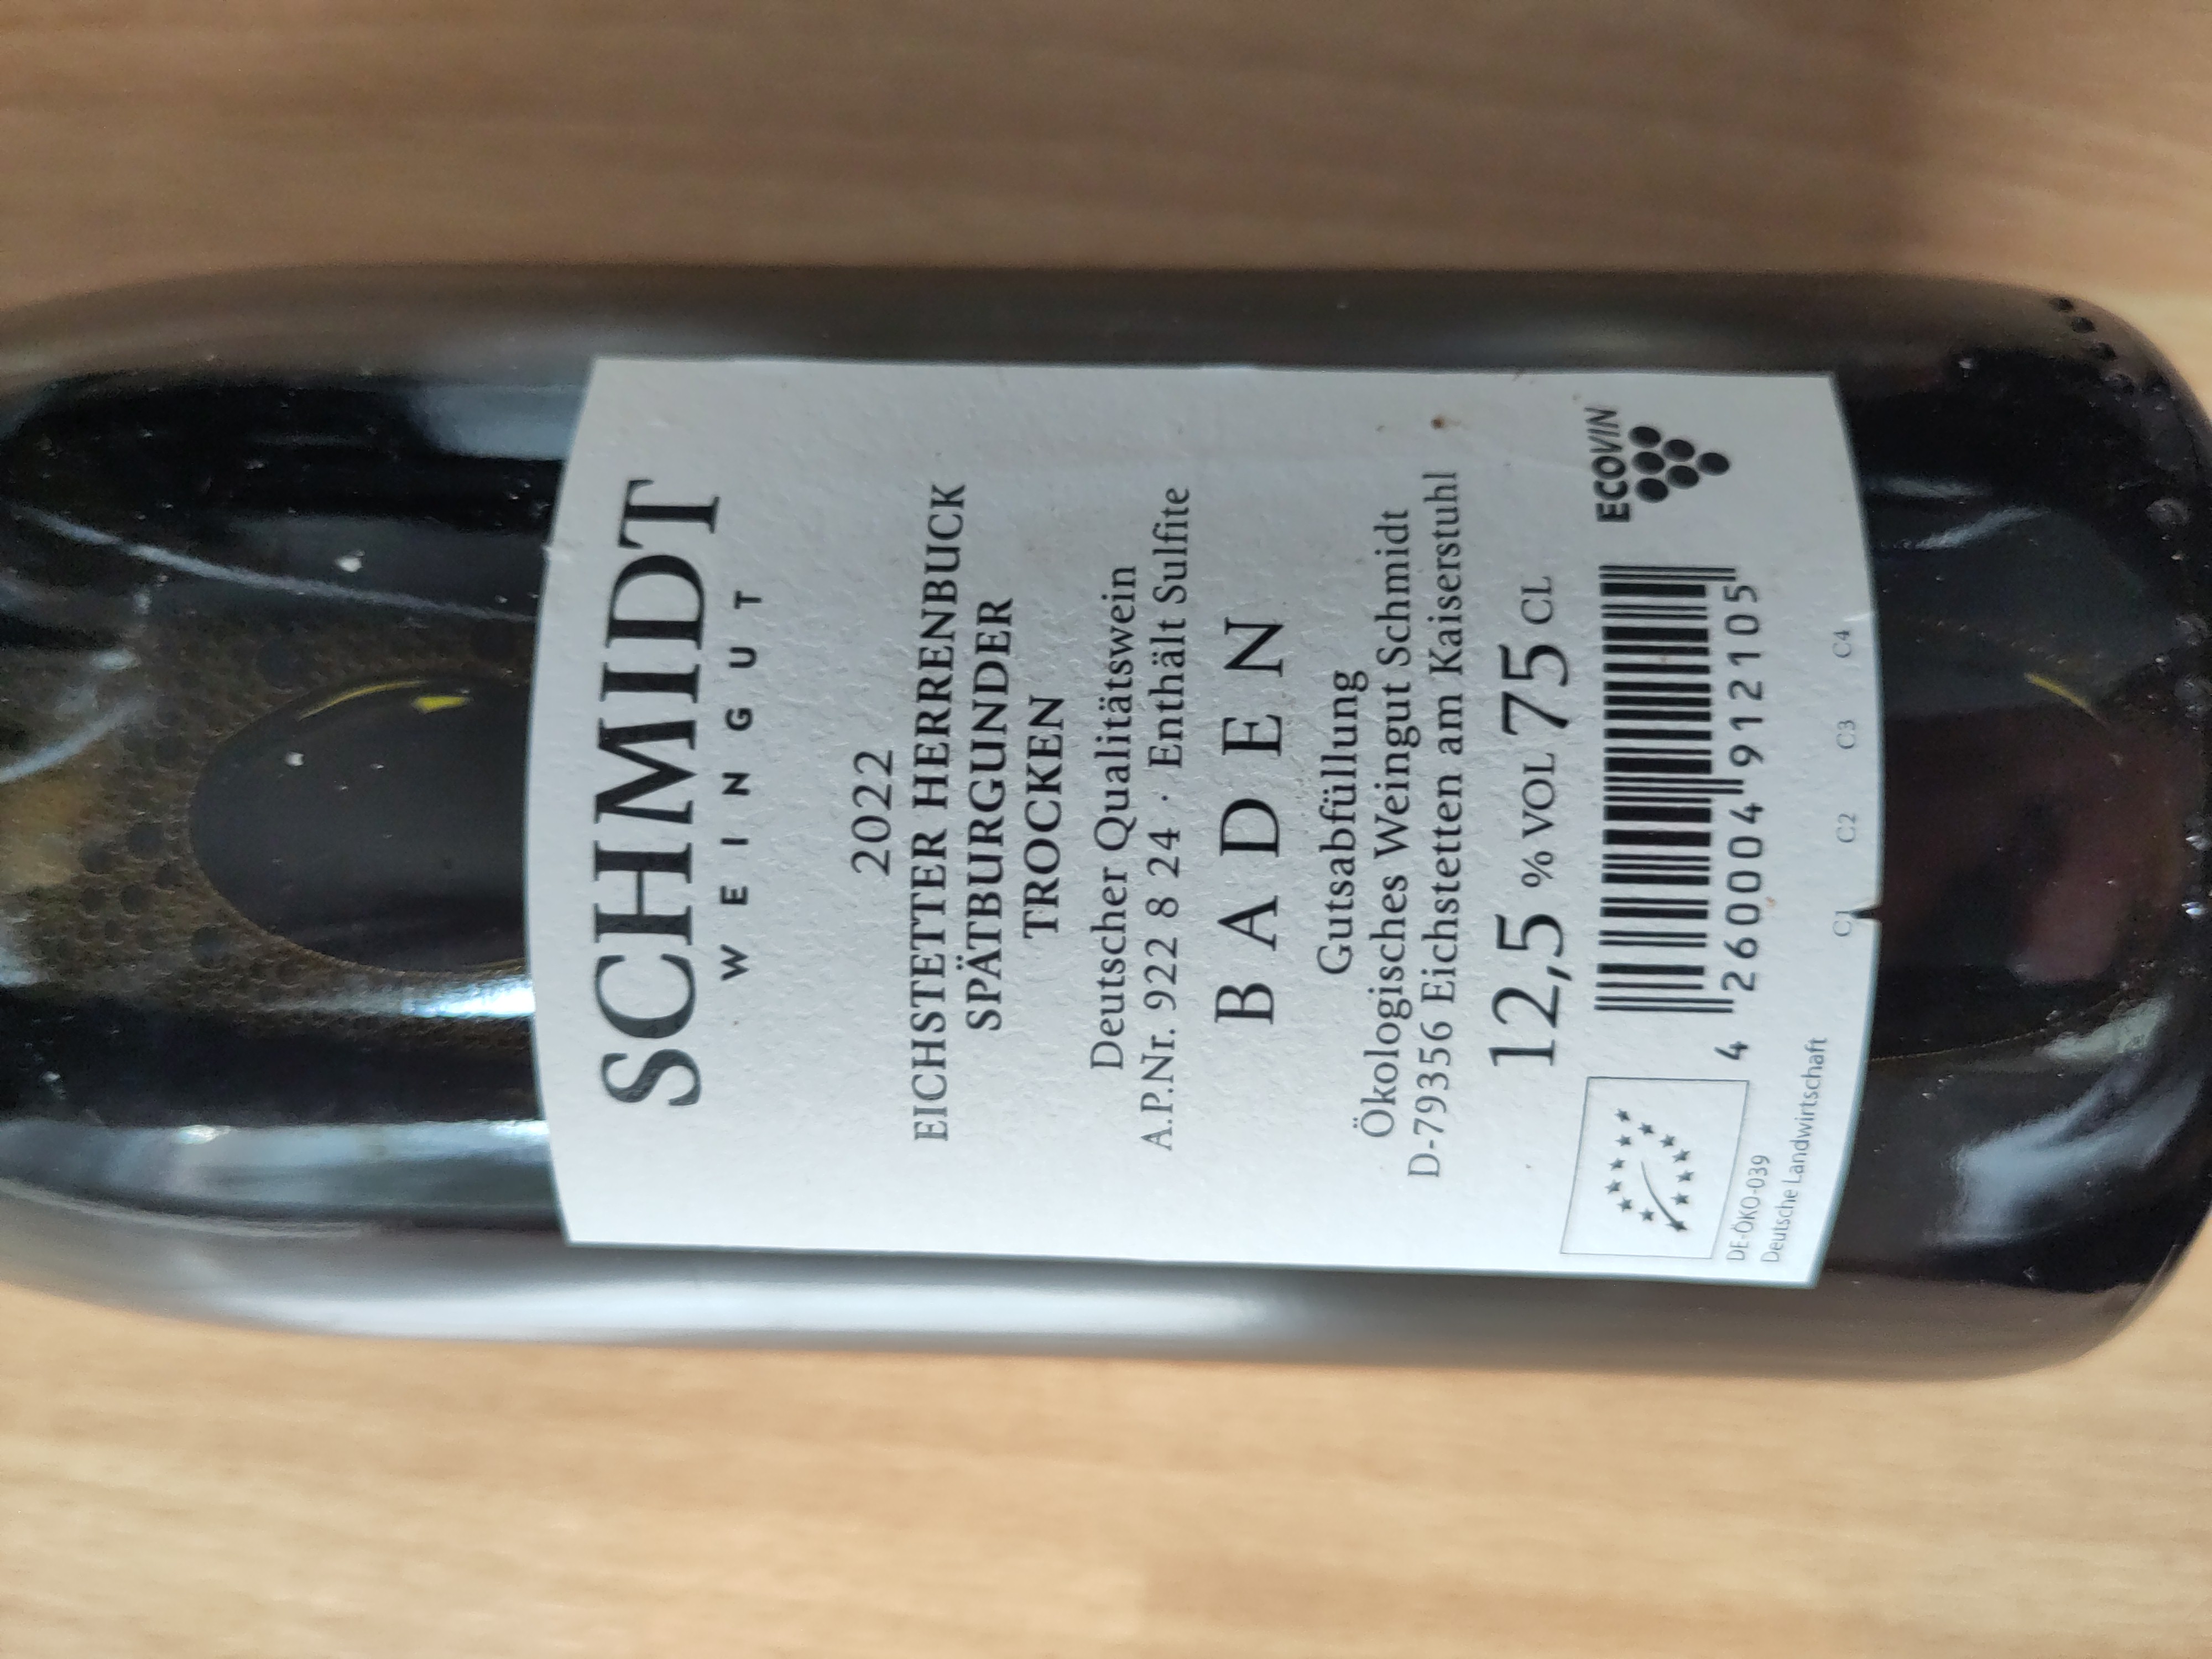 SCHMIDT
WEINGUT
2022
EICHSTETTER HERRENBUCK
SPÄTBURGUNDER
TROCKEN
Deutscher Qualitätswein
A.P.Nr. 922 8 24 · Enthält Sulfite
BADEN
Gutsabfüllung
Ökologisches Weingut Schmidt
D-79356 Eichstetten am Kaiserstuhl
12,5 % VOL 75 CL
ECOVIN
4 260004 912105
DE-ÖKO-039
Deutsche Landwirtschaft
C1 C2 C3 C4